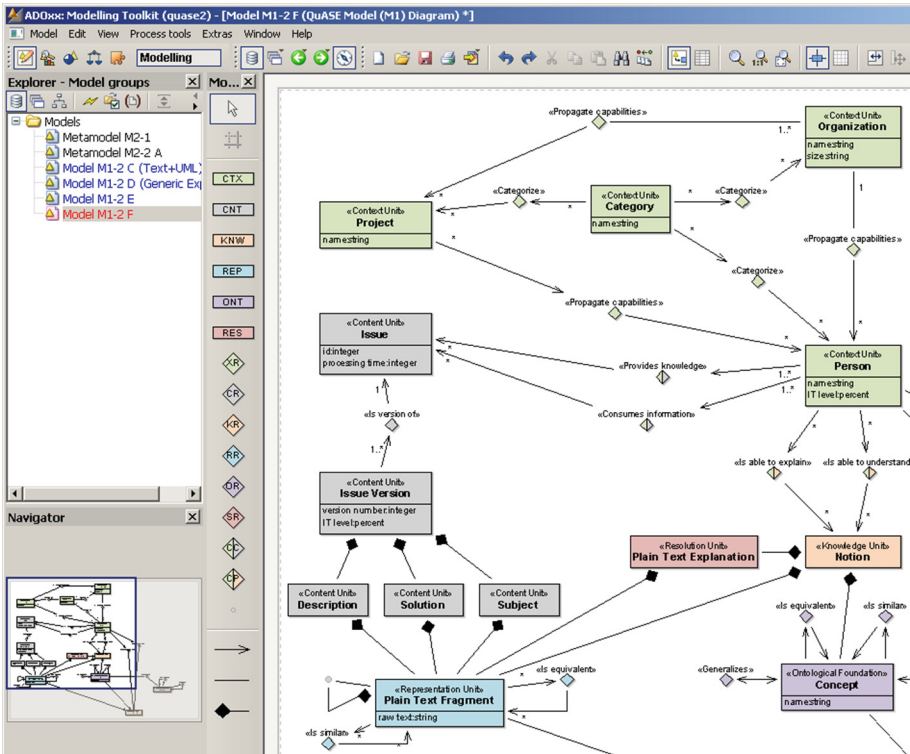 ADOxx: Modelling Toolkit (quase2) - [Model M1-2 F (QuASE Model (M1) Diagram) *]
Model Edit View Process tools Extras Window Help
Modelling
Explorer - Model groups
Mo...
Models
Metamodel M2-1
Metamodel M2-2 A
Model M1-2 C (Text+UML)
Model M1-2 D (Generic Exp
Model M1-2 E
Model M1-2 F
Navigator
CTX
CNT
KNW
REP
ONT
RES
XR
CR
KR
RR
OR
SR
CC
CP
«Propagate capabilities»
1..*
*
«Context Unit»
Organization
name:string
size:string
«Categorize»
*
*
«Context Unit»
Category
name:string
*
«Categorize»
*
1
«Context Unit»
Project
name:string
*
*
«Propagate capabilities»
«Categorize»
*
*
«Propagate capabilities»
*
«Content Unit»
Issue
id:integer
processing time:integer
*
*
«Provides knowledge»
1..*
1..*
«Consumes information»
«Context Unit»
Person
name:string
IT level:percent
1
«Is version of»
1..*
*
*
«Is able to explain»
«Is able to understand
*
*
«Content Unit»
Issue Version
version number:integer
IT level:percent
«Resolution Unit»
Plain Text Explanation
«Knowledge Unit»
Notion
«Content Unit»
Description
«Content Unit»
Solution
«Content Unit»
Subject
«Is equivalent»
«Is similar»
«Generalizes»
«Ontological Foundation»
Concept
name:string
«Representation Unit»
Plain Text Fragment
raw text:string
«Is equivalent»
*
*
«Is similar»
*
*